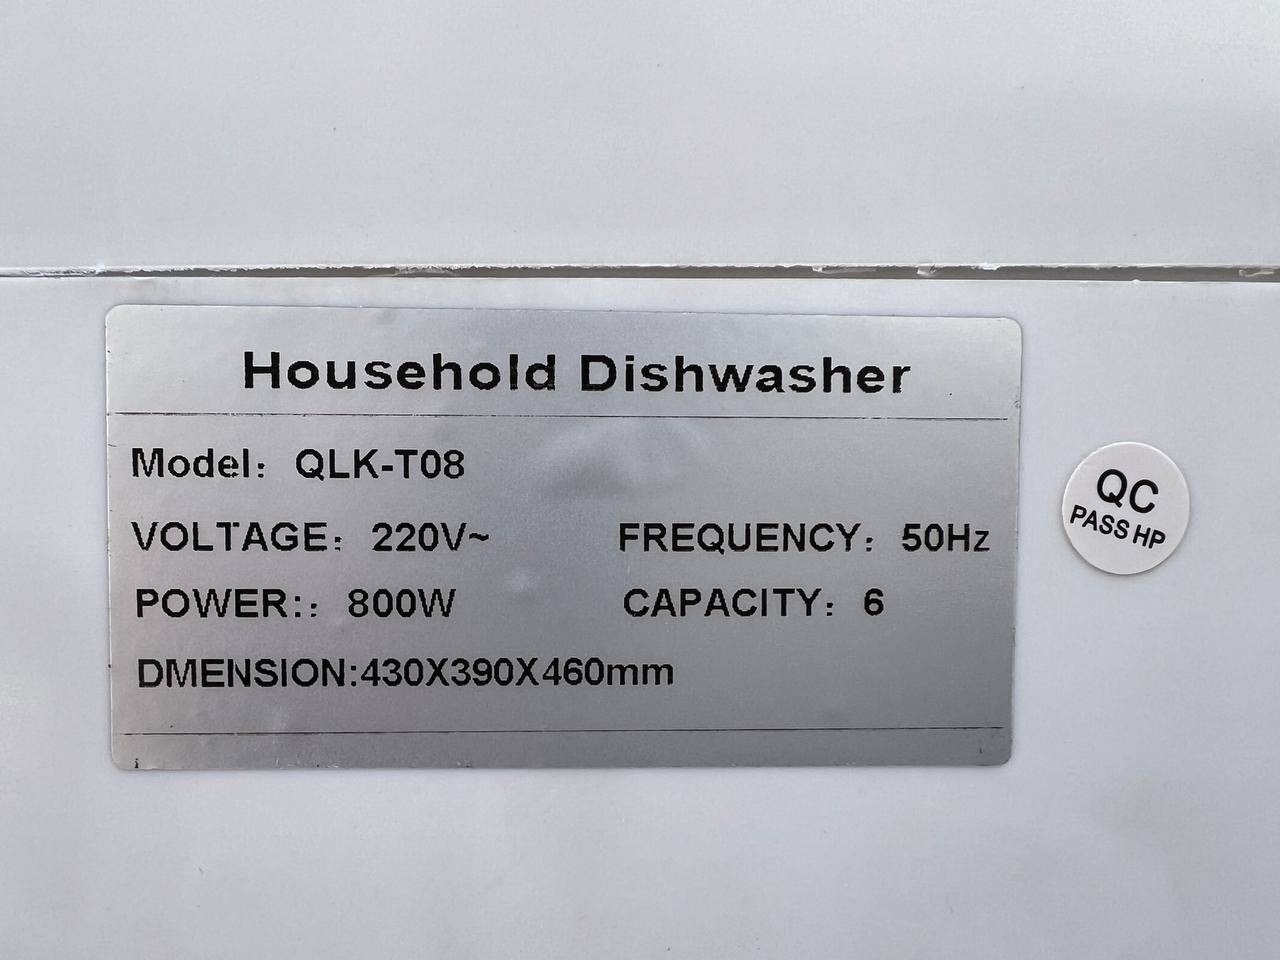 Household Dishwasher
Model: QLK-T08
VOLTAGE: 220V~ FREQUENCY: 50Hz
POWER:: 800W CAPACITY: 6
DMENSION:430X390X460mm
QC
PASS HP